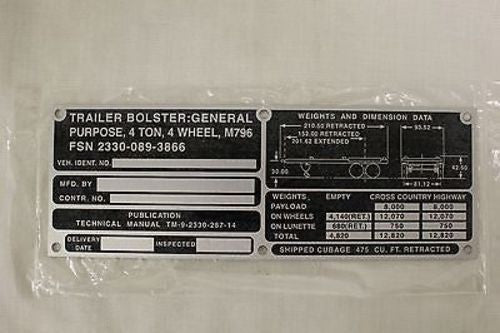 TRAILER BOLSTER:GENERAL
PURPOSE, 4 TON, 4 WHEEL, M796
FSN 2330-089-3866
VEH. IDENT. NO.
MFD. BY
CONTR. NO.
PUBLICATION
TECHNICAL MANUAL TM-9-2330-287-14
DELIVERY DATE INSPECTED
WEIGHTS AND DIMENSION DATA
210.50 RETRACTED 93.52
152.00 RETRACTED
201.62 EXTENDED
30.00 42.50
81.12
WEIGHTS, EMPTY CROSS COUNTRY HIGHWAY
PAYLOAD 8,000 8,000
ON WHEELS 4,140(RET.) 12,070 12,070
ON LUNETTE 680(RET.) 750 750
TOTAL 4,820 12,820 12,820
SHIPPED CUBAGE 475 CU. FT. RETRACTED